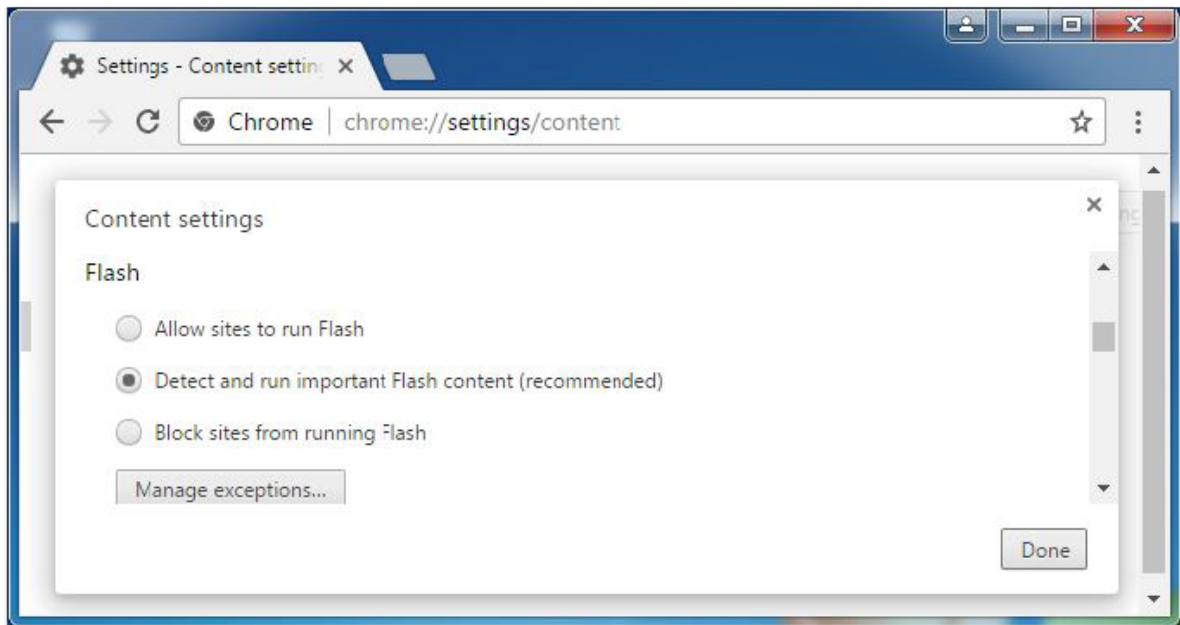 Settings - Content settin
Chrome chrome://settings/content
Content settings
Flash
Allow sites to run Flash
Detect and run important Flash content (recommended)
Block sites from running Flash
Manage exceptions...
Done